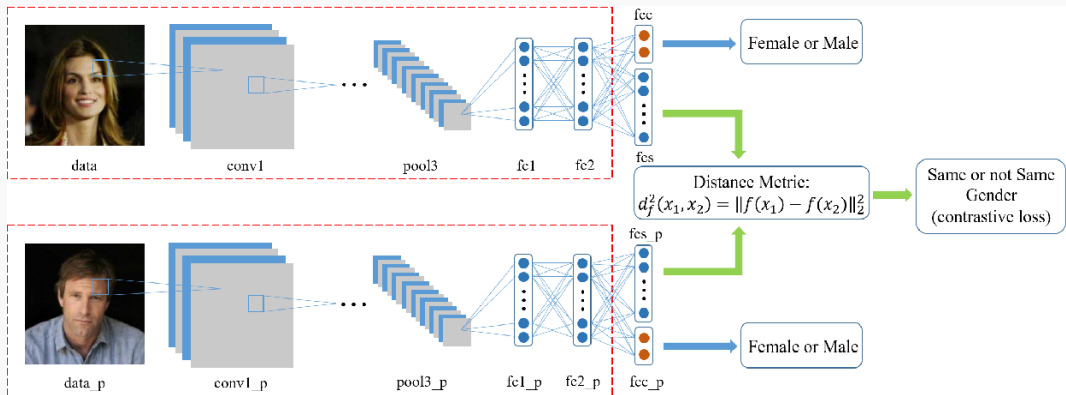 fcc
Female or Male
data
conv1
pool3
fc1
fc2
fcs
Distance Metric:
d_f^2(x_1, x_2) = ‖f(x_1) − f(x_2)‖_2^2
Same or not Same
Gender
(contrastive loss)
fcs_p
Female or Male
data_p
conv1_p
pool3_p
fc1_p
fc2_p
fcc_p